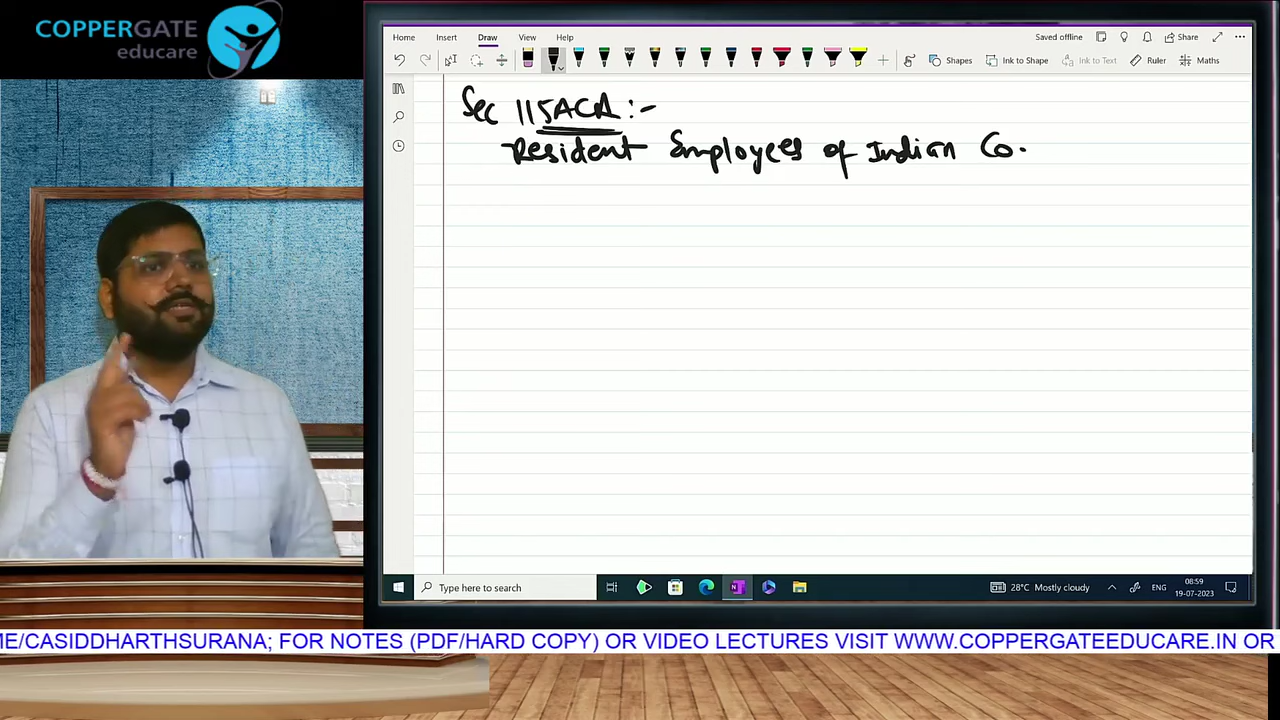 COPPERGATE
educare
Home Insert Draw View Help
Saved offline
Share
Shapes
Ink to Shape
Ink to Text
Ruler
Maths
Sec 115ACA :-
Resident Employees of Indian Co.
Type here to search
28°C Mostly cloudy
ENG
08:59
19-07-2023
ME/CASIDDHARTHSURANA; FOR NOTES (PDF/HARD COPY) OR VIDEO LECTURES VISIT WWW.COPPERGATEEDUCARE.IN OR